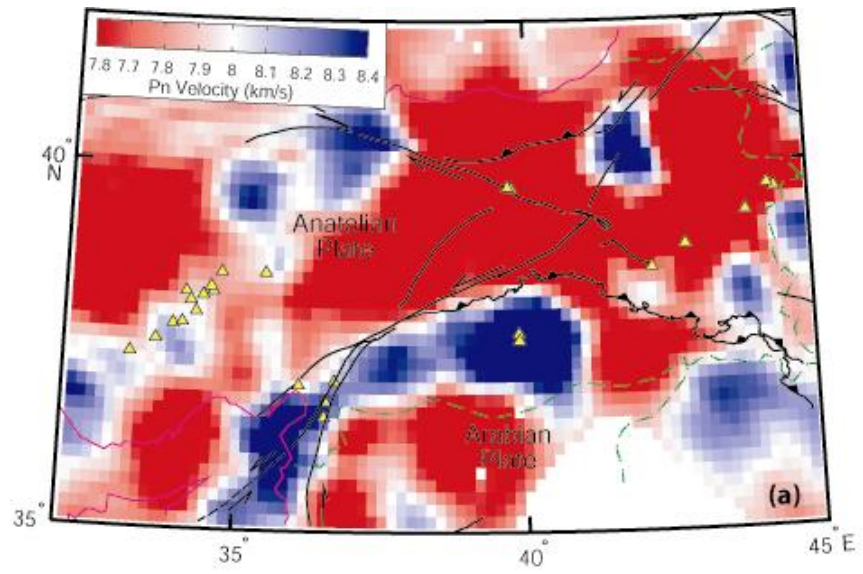 7.8 7.7 7.8 7.9 8 8.1 8.2 8.3 8.4
Pn Velocity (km/s)
40°
N
Anatolian
Plate
Arabian
Plate
(a)
35°
35°
40°
45° E